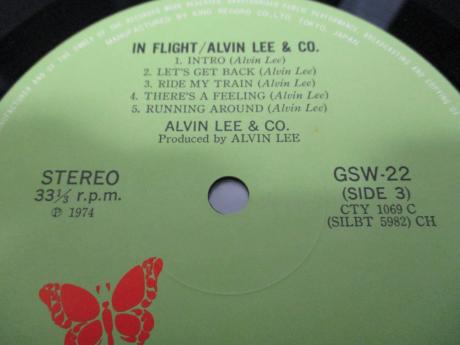 MANUFACTURED BY KING RECORD CO., LTD. TOKYO, JAPAN.
IN FLIGHT/ALVIN LEE & CO.
1. INTRO (Alvin Lee)
2. LET'S GET BACK (Alvin Lee)
3. RIDE MY TRAIN (Alvin Lee)
4. THERE'S A FEELING (Alvin Lee)
5. RUNNING AROUND (Alvin Lee)
ALVIN LEE & CO.
Produced by ALVIN LEE
STEREO
33⅓ r.p.m.
℗ 1974
GSW-22
(SIDE 3)
CTY 1069 C
(SILBT 5982) CH